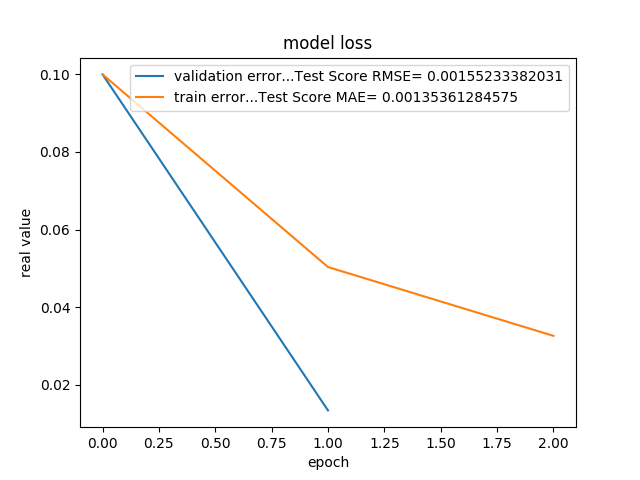 model loss
validation error...Test Score RMSE= 0.00155233382031
train error...Test Score MAE= 0.00135361284575
real value
0.10
0.08
0.06
0.04
0.02
0.00 0.25 0.50 0.75 1.00 1.25 1.50 1.75 2.00
epoch